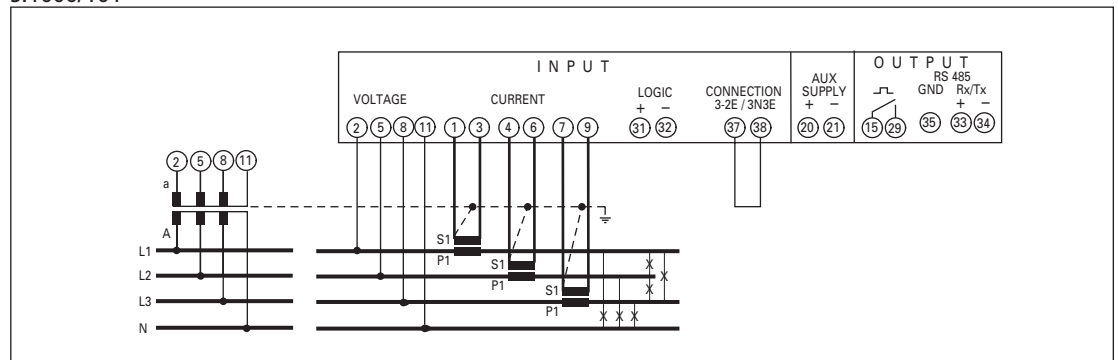 INPUT
OUTPUT
VOLTAGE
CURRENT
LOGIC
+ −
CONNECTION
3-2E / 3N3E
AUX
SUPPLY
+ −
RS 485
GND Rx/Tx
+ −
2 5 8 11 1 3 4 6 7 9 31 32 37 38 20 21 15 29 35 33 34
2 5 8 11
a
A
S1
P1
S1
P1
S1
P1
L1
L2
L3
N
X
X X
X
X X X